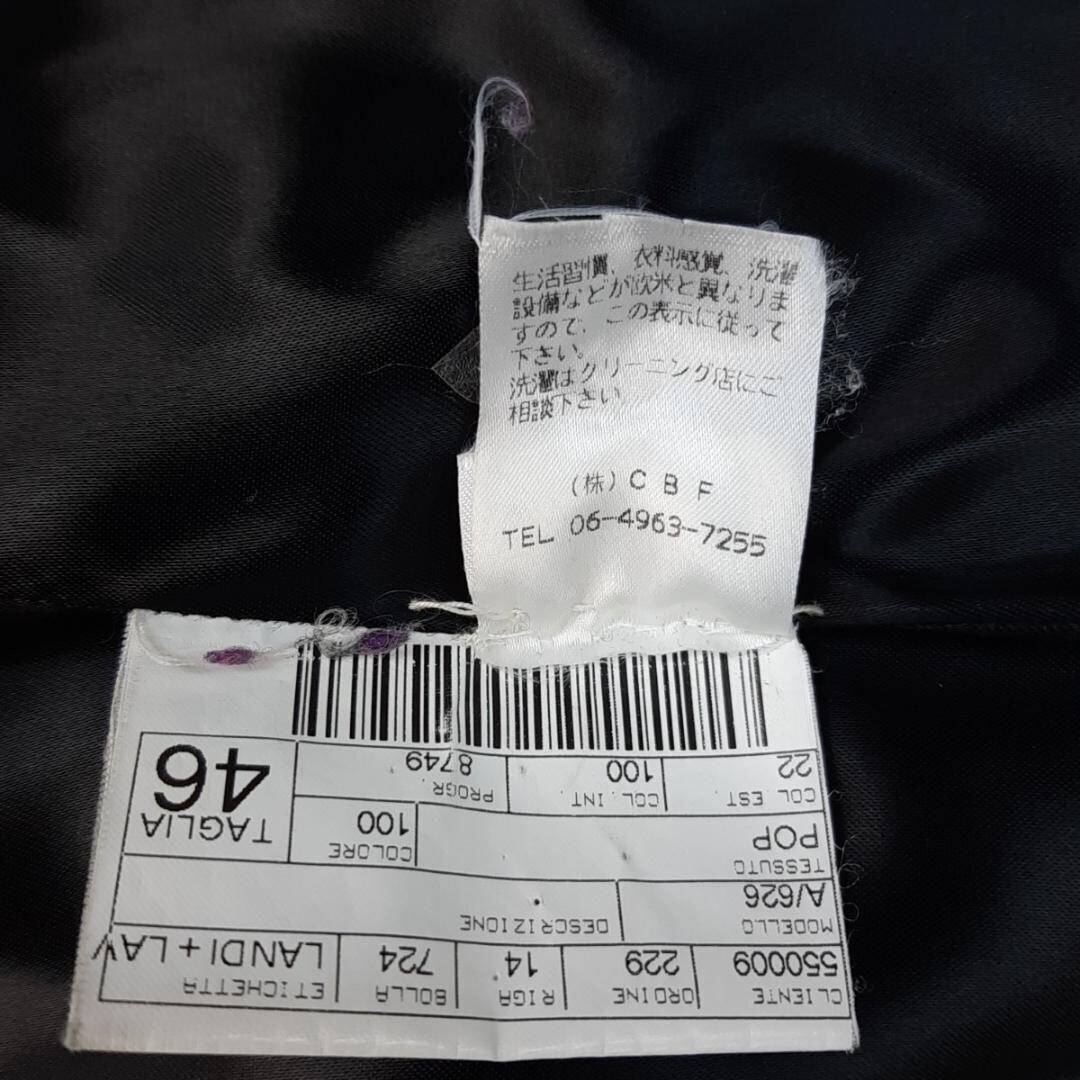 生活習慣、衣料感覚、洗濯
設備などが欧米と異なりま
すので、この表示に従って
下さい。
洗濯はクリーニング店にご
相談下さい
(株)CBF
TEL 06-4963-7255
CLIENTE 550009
ORDINE 229
RIGA 14
BOLLA 724
ETICHETTA LANDI+LAV
MODELLO A/626
DESCRIZIONE
TESSUTO POP
COLORE 100
TAGLIA 46
COL EST 22
COL.INT 100
PROGR. 8749